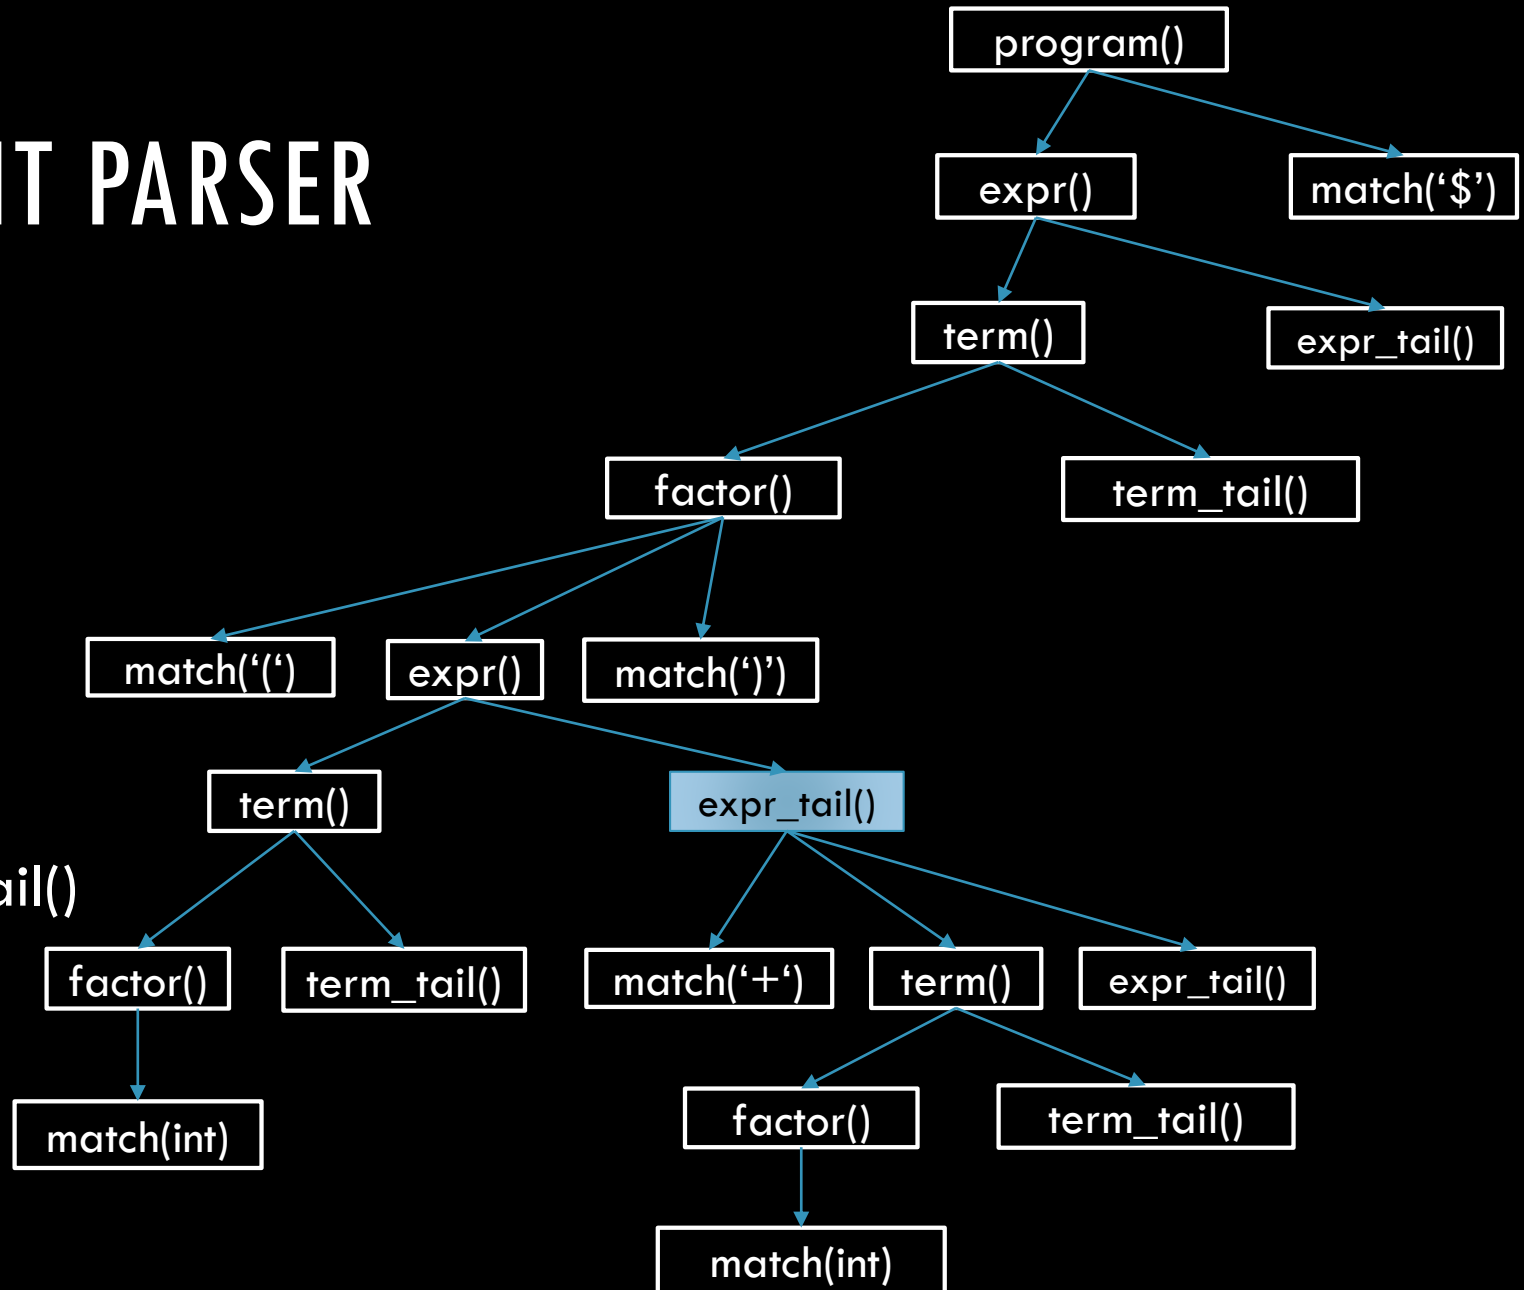 program()
IT PARSER
expr()
match(‘$’)
term()
expr_tail()
factor()
term_tail()
match(‘(‘)
expr()
match(‘)’)
term()
expr_tail()
ail()
factor()
term_tail()
match(‘+‘)
term()
expr_tail()
match(int)
factor()
term_tail()
match(int)